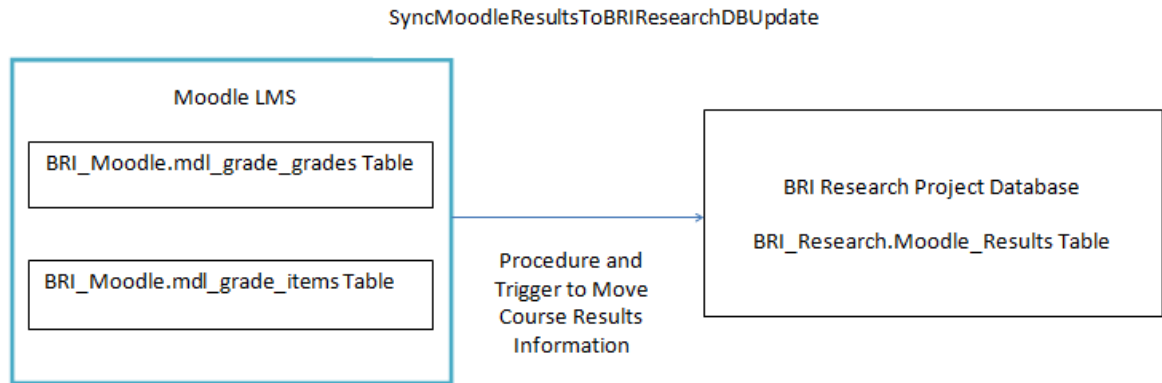 SyncMoodleResultsToBRIResearchDBUpdate
Moodle LMS
BRI_Moodle.mdl_grade_grades Table
BRI_Moodle.mdl_grade_items Table
Procedure and
Trigger to Move
Course Results
Information
BRI Research Project Database
BRI_Research.Moodle_Results Table